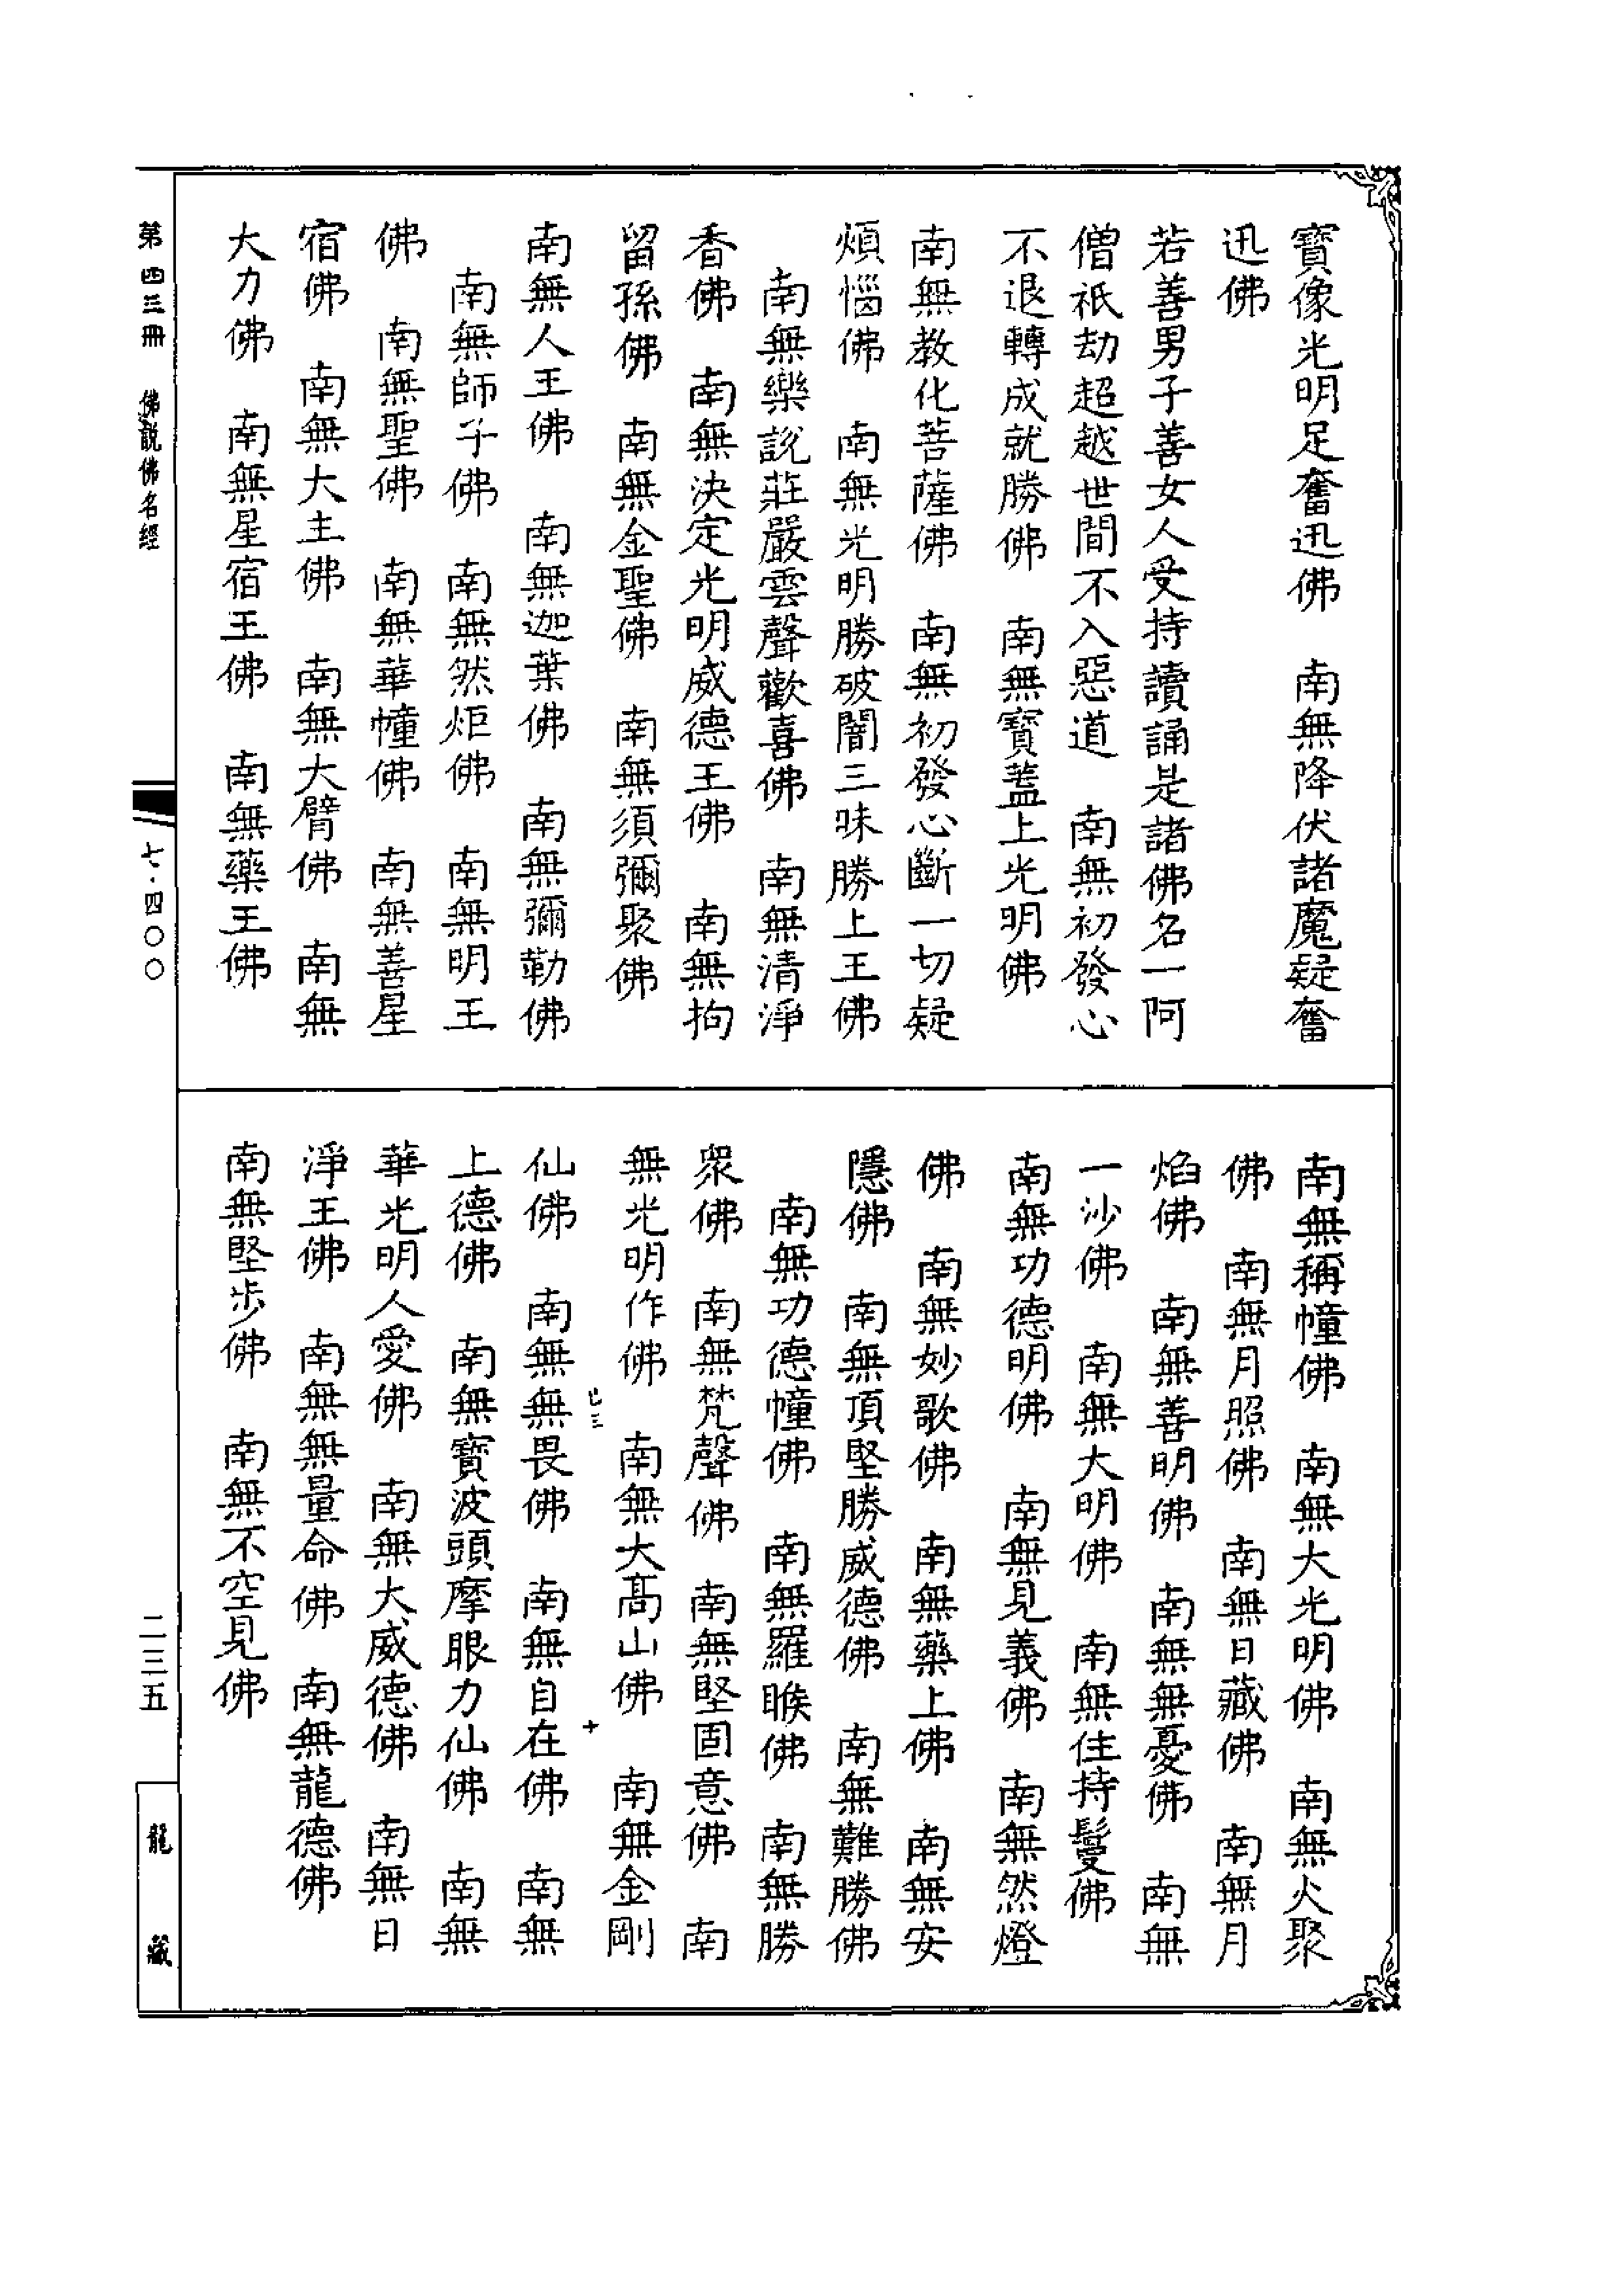 寶像光明足奮迅佛　南無降伏諸魔疑奮
迅佛
若善男子善女人受持讀誦是諸佛名一阿
僧祇劫超越世間不入惡道　南無初發心
不退轉成就勝佛　南無寶蓋上光明佛
南無教化菩薩佛　南無初發心斷一切疑
煩惱佛　南無光明勝破闇三昧勝上王佛
南無樂說莊嚴雲聲歡喜佛　南無清淨
香佛　南無決定光明威德王佛　南無拘
留孫佛　南無金聖佛　南無須彌聚佛
南無人王佛　南無迦葉佛　南無彌勒佛
南無師子佛　南無然炬佛　南無明王
佛　南無聖佛　南無華幢佛　南無善星
宿佛　南無大主佛　南無大臂佛　南無
大力佛　南無星宿王佛　南無藥王佛
南無稱幢佛　南無大光明佛　南無火聚
佛　南無月照佛　南無日藏佛　南無月
焰佛　南無善明佛　南無無憂佛　南無
一沙佛　南無大明佛　南無住持鬘佛
南無功德明佛　南無見義佛　南無然燈
佛　南無妙歌佛　南無藥上佛　南無安
隱佛　南無頂堅勝威德佛　南無難勝佛
南無功德幢佛　南無羅睺佛　南無勝
眾佛　南無梵聲佛　南無堅固意佛　南
無光明作佛　南無大高山佛　南無金剛
仙佛　南無無畏佛　南無自在佛　南無
上德佛　南無寶波頭摩眼力仙佛　南無
華光明人愛佛　南無大威德佛　南無日
淨王佛　南無無量命佛　南無龍德佛
南無堅步佛　南無不空見佛
第四三冊　佛說佛名經
七·四〇〇
二三五
龍藏